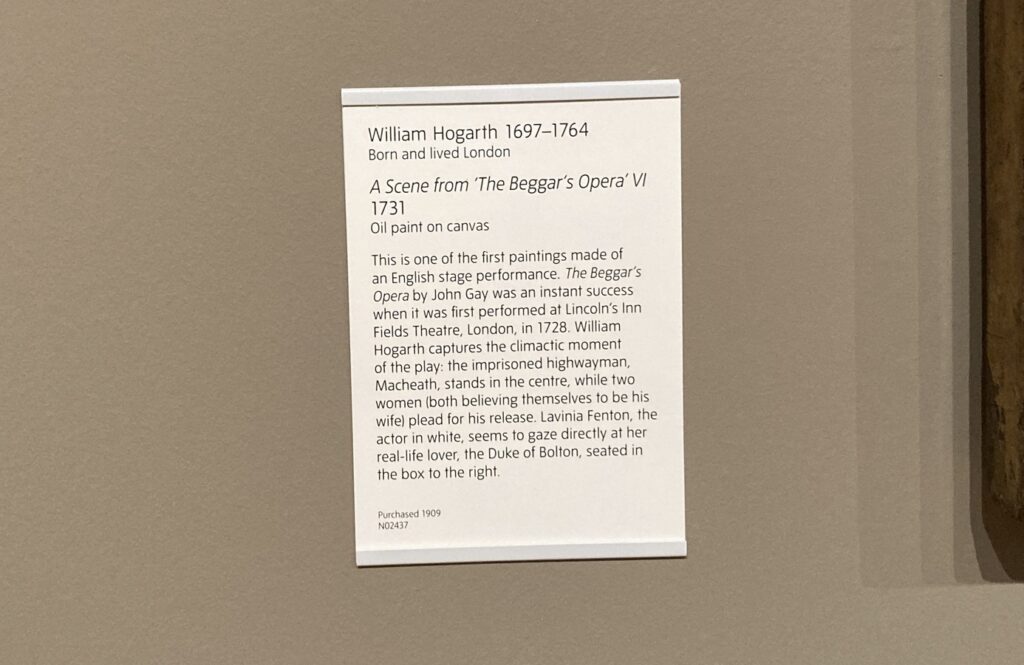 William Hogarth 1697–1764
Born and lived London
A Scene from ‘The Beggar’s Opera’ VI
1731
Oil paint on canvas
This is one of the first paintings made of
an English stage performance. The Beggar’s
Opera by John Gay was an instant success
when it was first performed at Lincoln’s Inn
Fields Theatre, London, in 1728. William
Hogarth captures the climactic moment
of the play: the imprisoned highwayman,
Macheath, stands in the centre, while two
women (both believing themselves to be his
wife) plead for his release. Lavinia Fenton, the
actor in white, seems to gaze directly at her
real-life lover, the Duke of Bolton, seated in
the box to the right.
Purchased 1909
N02437